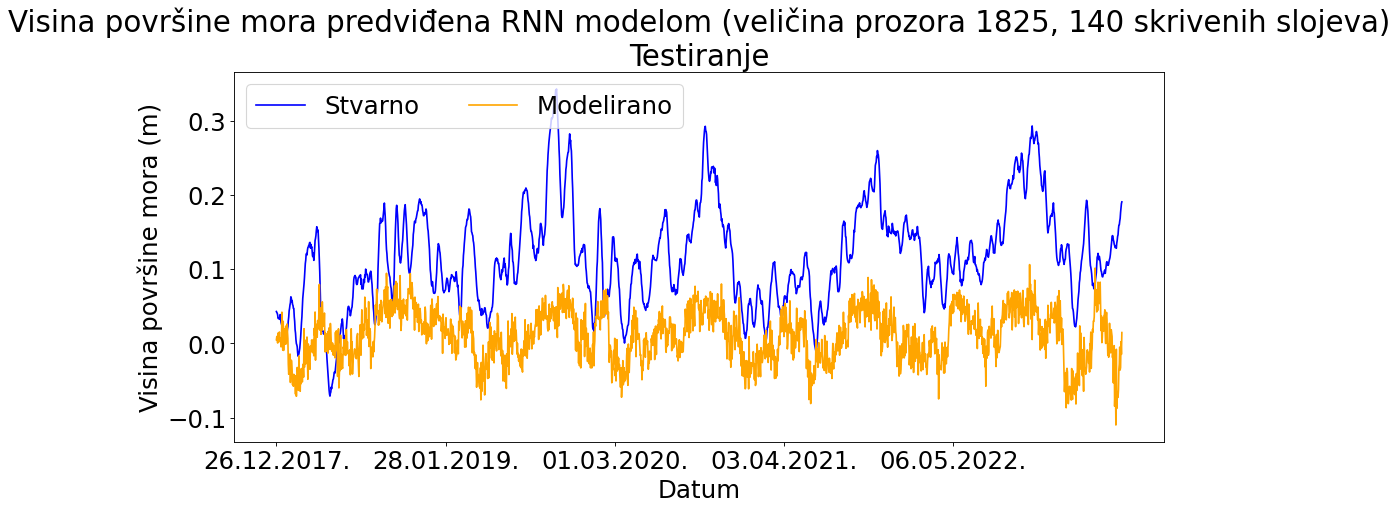 Visina površine mora predviđena RNN modelom (veličina prozora 1825, 140 skrivenih slojeva)
Testiranje
Stvarno Modelirano
Visina površine mora (m)
0.3
0.2
0.1
0.0
−0.1
26.12.2017. 28.01.2019. 01.03.2020. 03.04.2021. 06.05.2022.
Datum